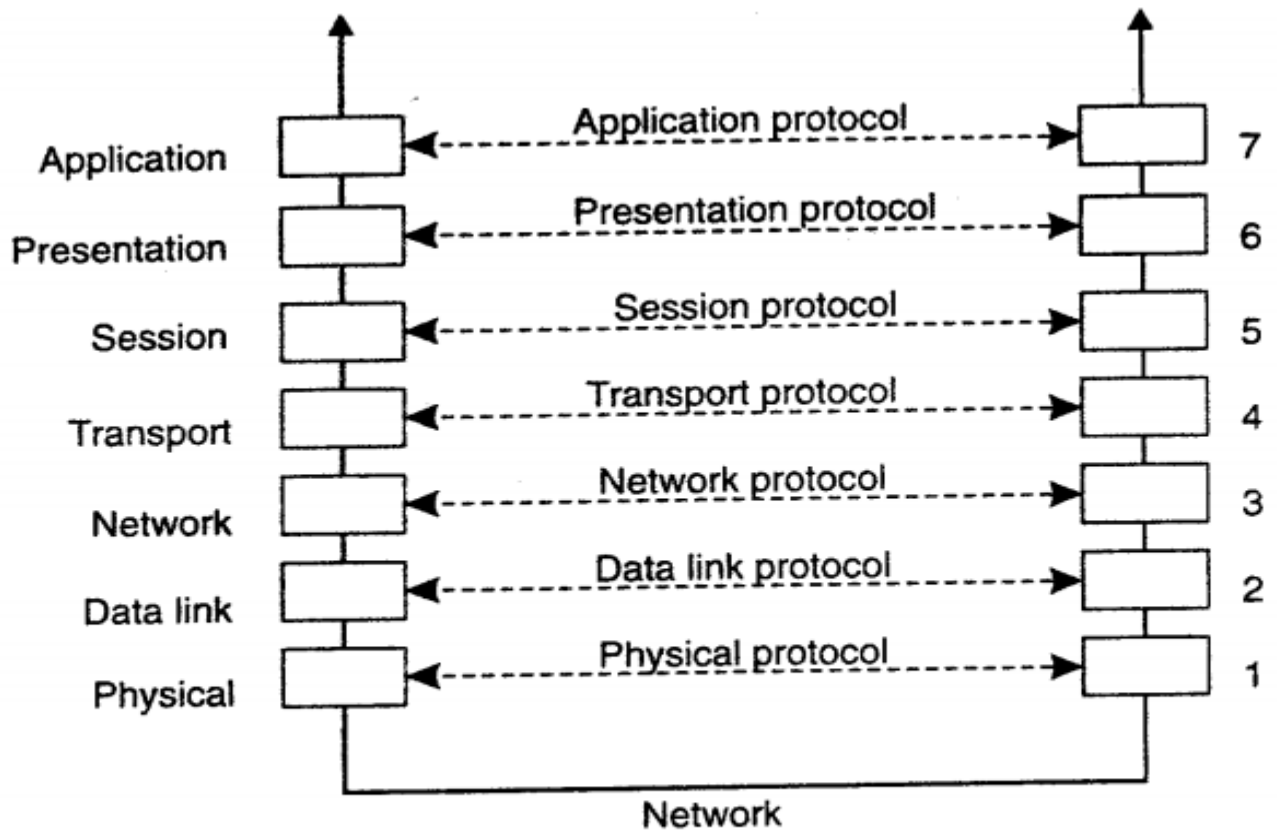 Application protocol
Application
7
Presentation protocol
Presentation
6
Session protocol
Session
5
Transport protocol
Transport
4
Network protocol
Network
3
Data link protocol
Data link
2
Physical protocol
Physical
1
Network